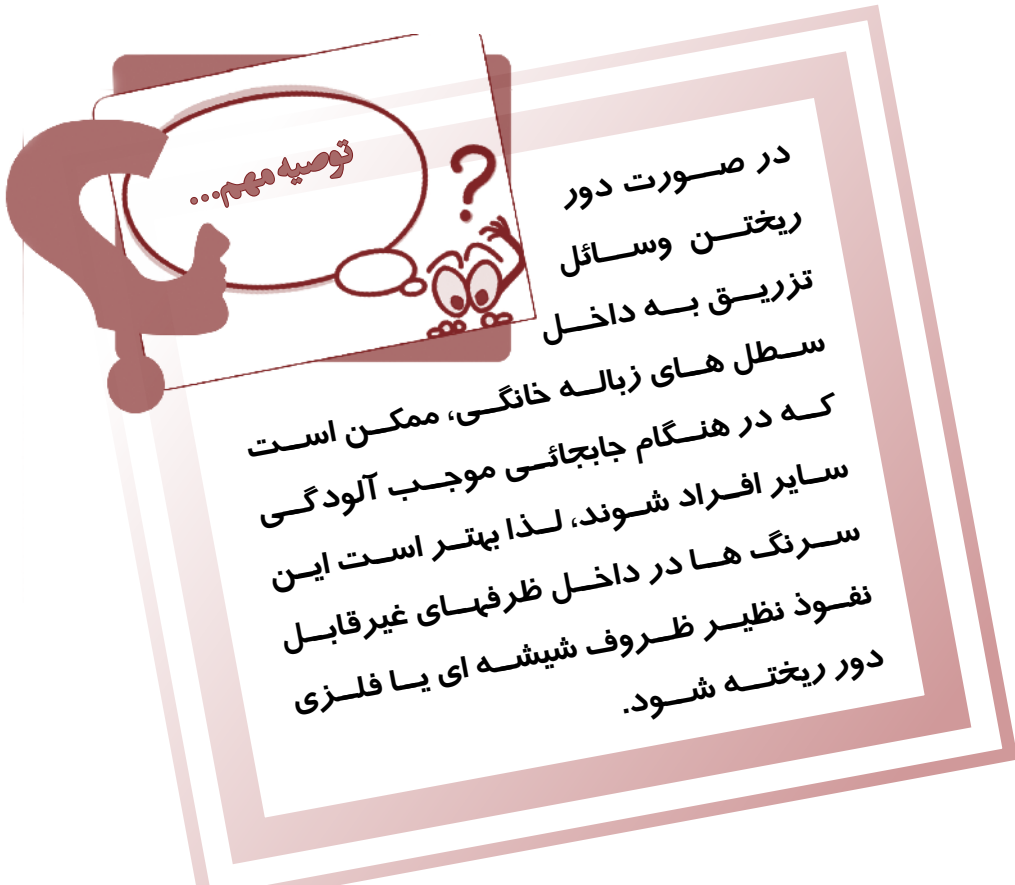 توصیه مهم...
در صورت دور
ریختن وسائل
تزریق به داخل
سطل های زباله خانگی، ممکن است
که در هنگام جابجائی موجب آلودگی
سایر افراد شوند، لذا بهتر است این
سرنگ ها در داخل ظرفهای غیرقابل
نفوذ نظیر ظروف شیشه ای یا فلزی
دور ریخته شود.